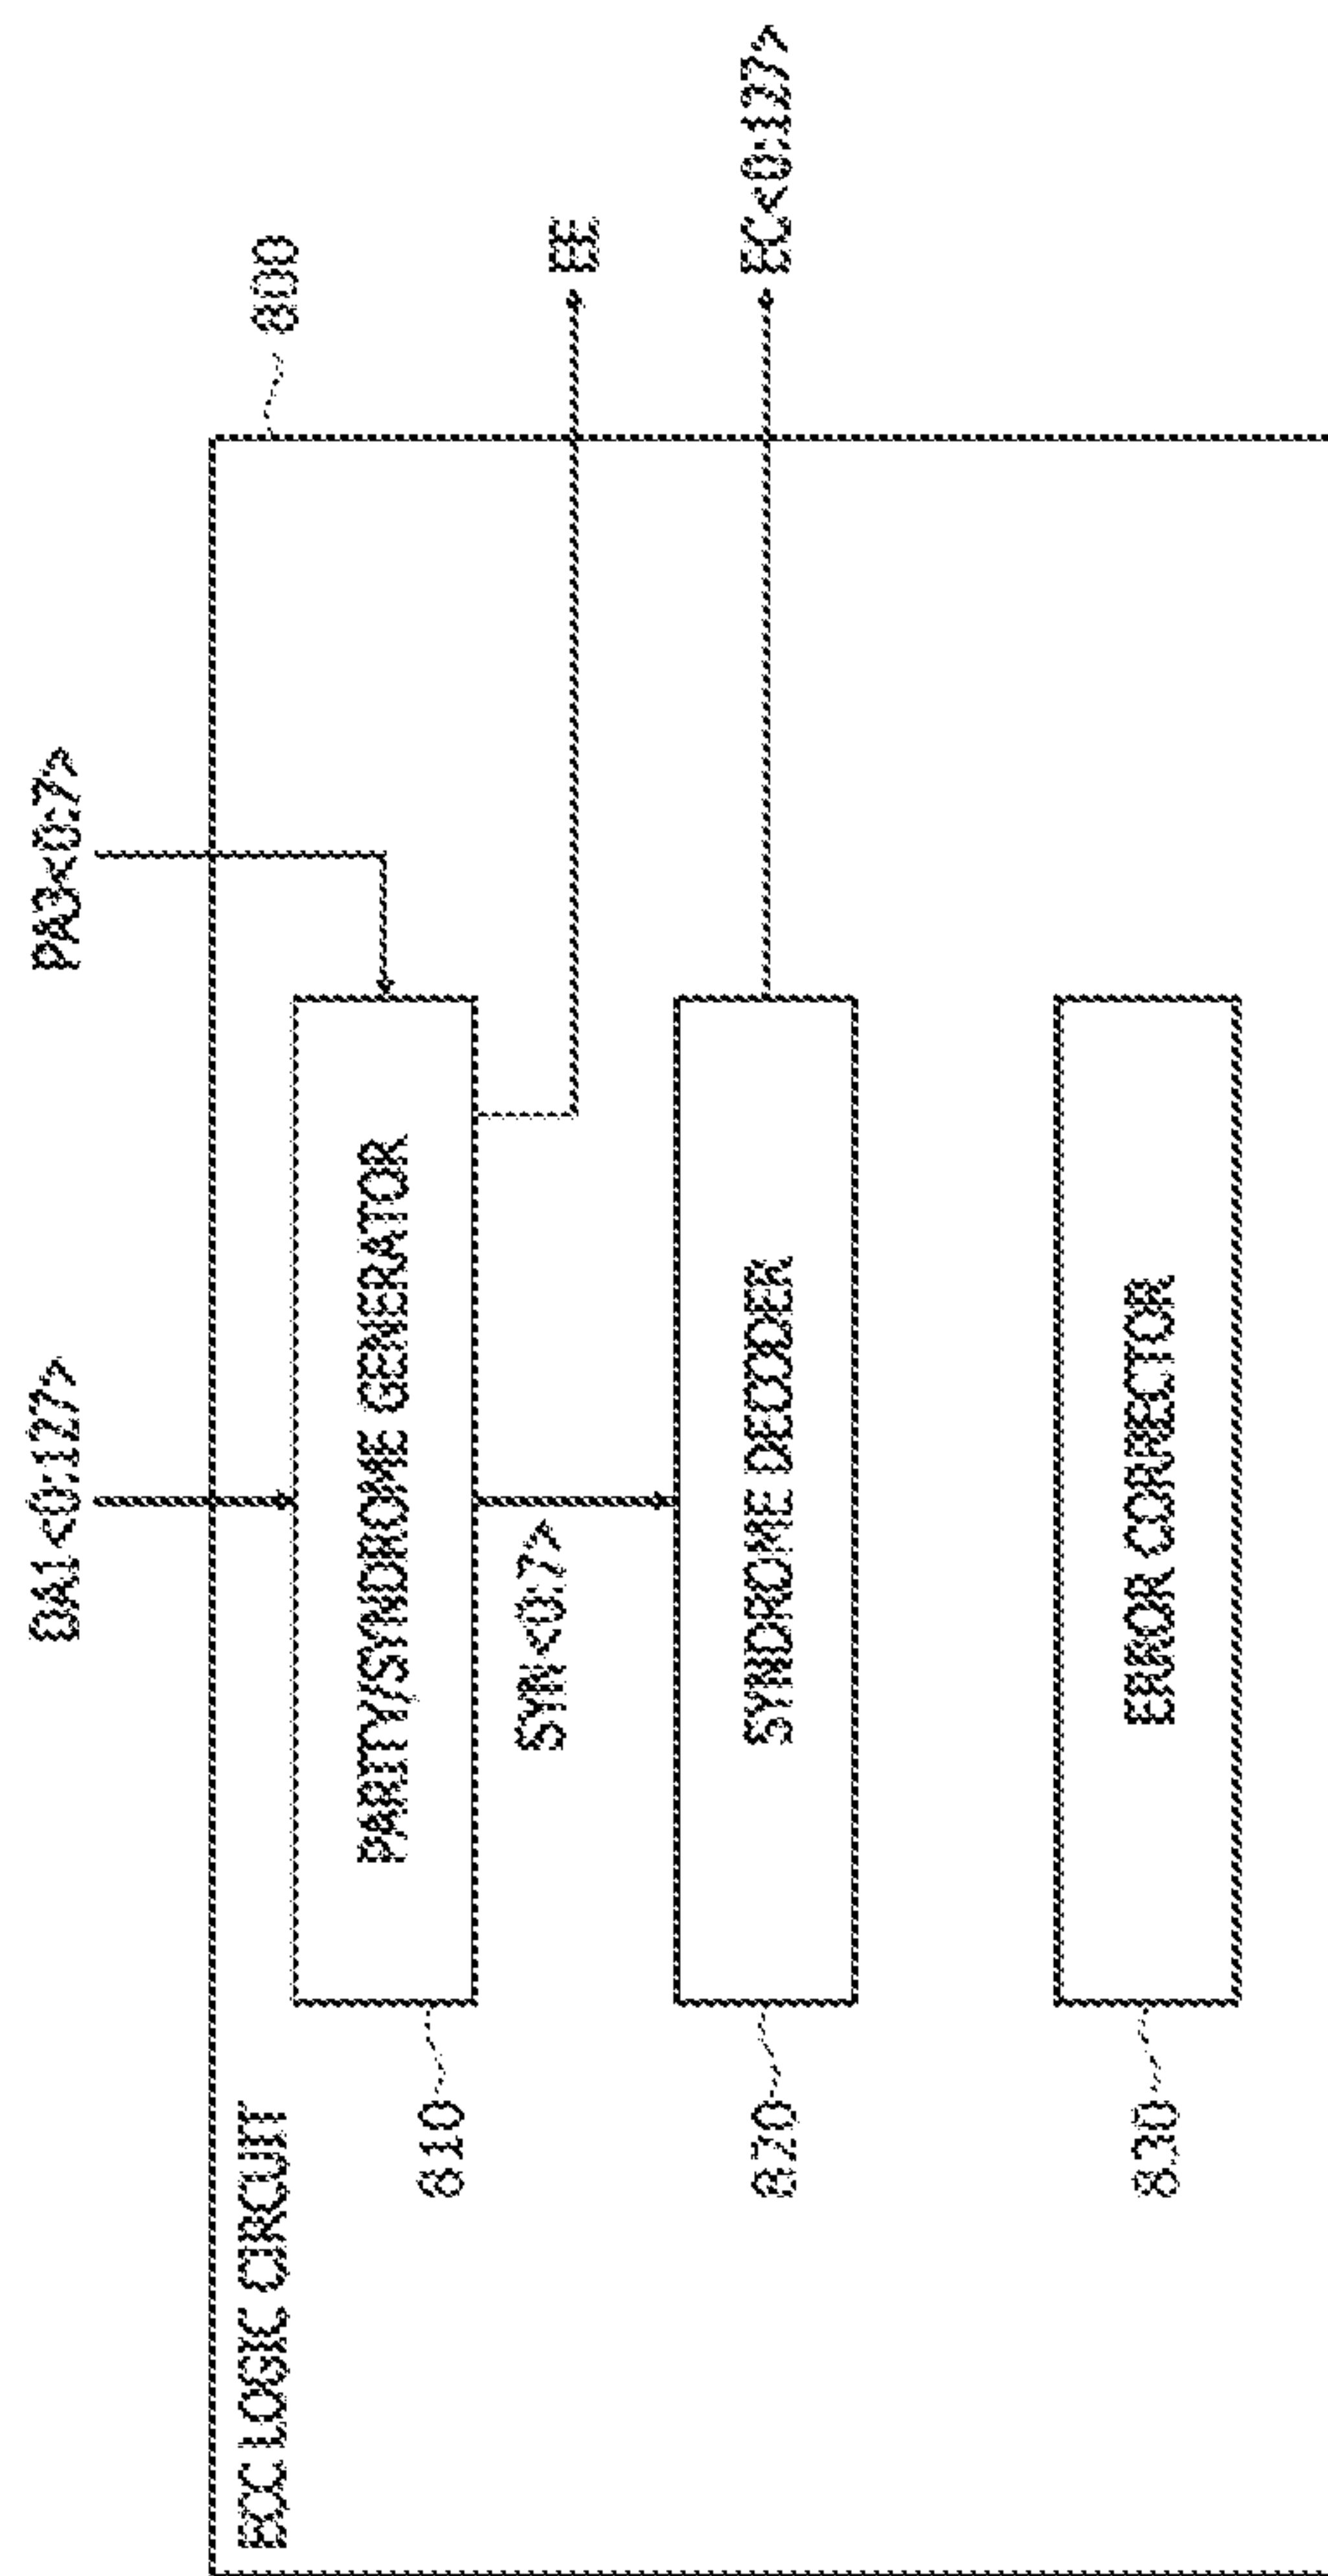 DA1<0:127>
PA3<0:7>
ECC LOGIC CIRCUIT
800
810
PARITY/SYNDROME GENERATOR
SYN<0:7>
EE
820
SYNDROME DECODER
EC<0:127>
830
ERROR CORRECTOR